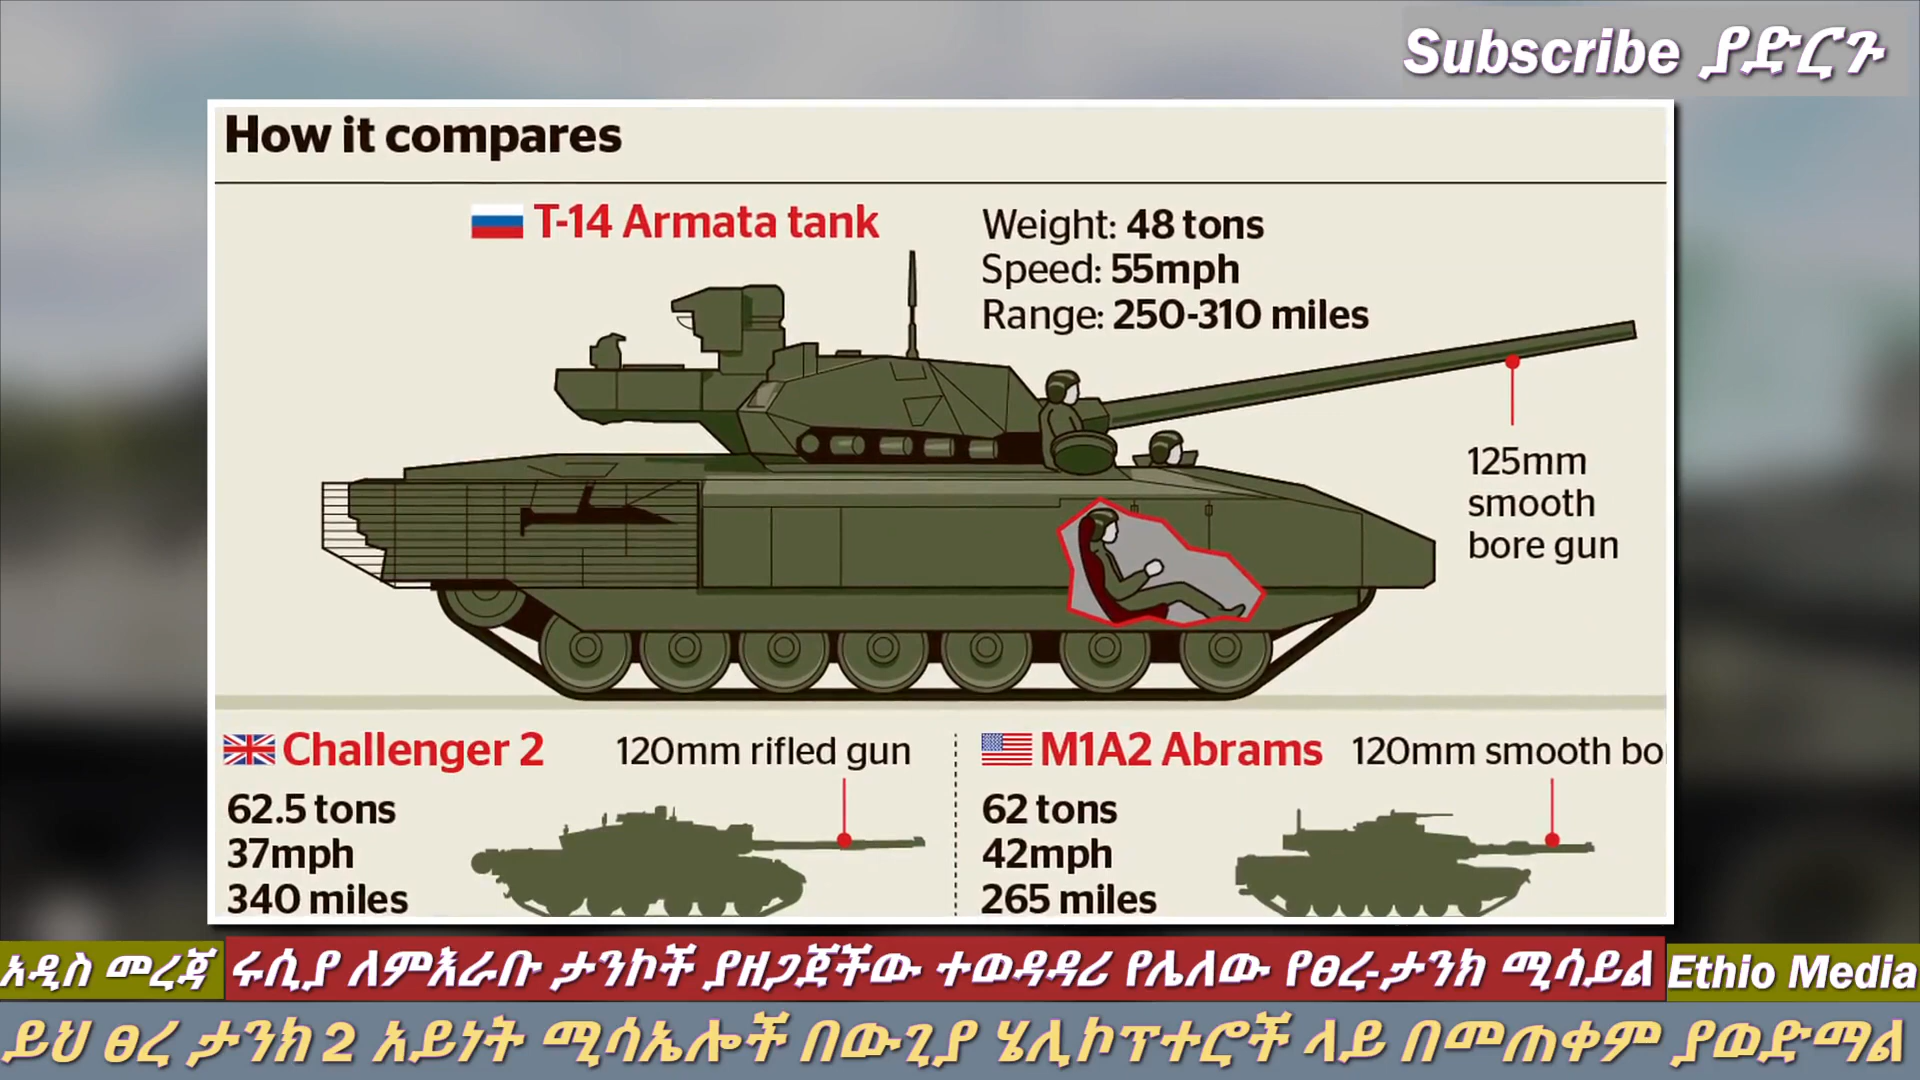 Subscribe ያድርጉ
How it compares
T-14 Armata tank
Weight: 48 tons
Speed: 55mph
Range: 250-310 miles
125mm
smooth
bore gun
Challenger 2
120mm rifled gun
62.5 tons
37mph
340 miles
M1A2 Abrams
120mm smooth bo
62 tons
42mph
265 miles
አዲስ መረጃ
ሩሲያ ለምእራቡ ታንኮች ያዘጋጀችው ተወዳዳሪ የሌለው የፀረ-ታንክ ሚሳይል
Ethio Media
ይህ ፀረ ታንክ 2 አይነት ሚሳኤሎች በውጊያ ሄሊኮፕተሮች ላይ በመጠቀም ያወድማል